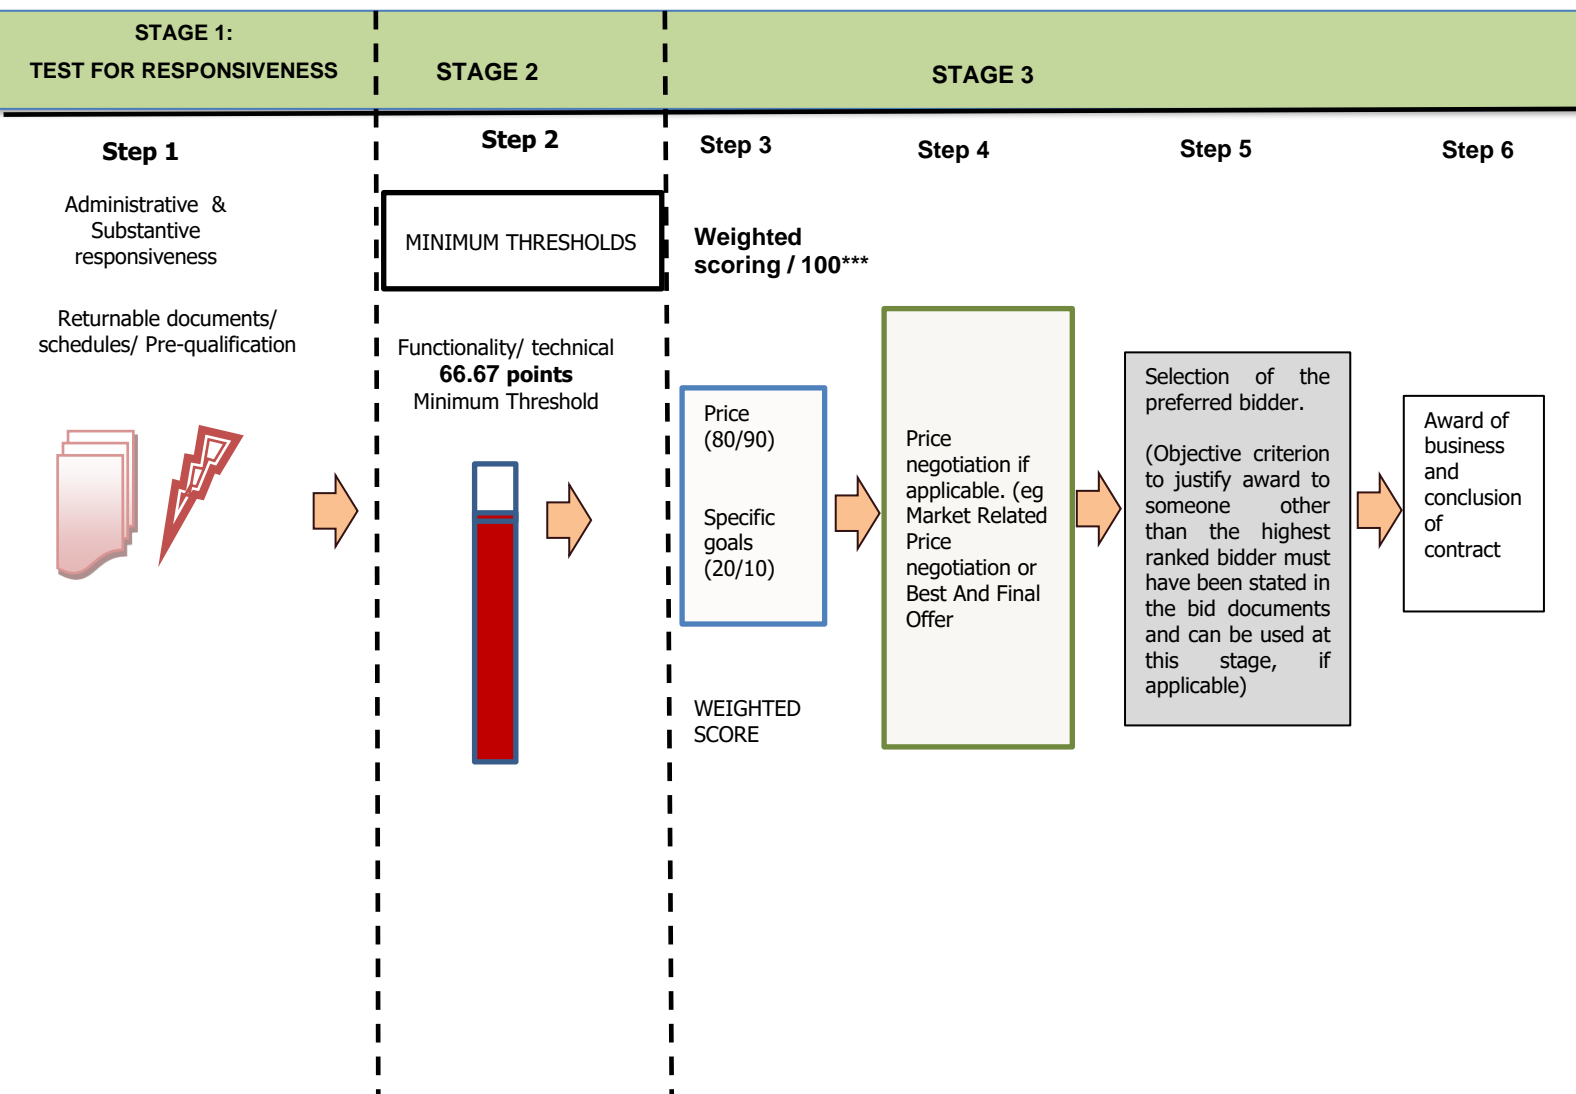 STAGE 1:
TEST FOR RESPONSIVENESS
STAGE 2
STAGE 3
Step 1
Administrative &
Substantive
responsiveness
Returnable documents/
schedules/ Pre-qualification
Step 2
MINIMUM THRESHOLDS
Functionality/ technical
66.67 points
Minimum Threshold
Step 3
Weighted
scoring / 100***
Price
(80/90)
Specific
goals
(20/10)
WEIGHTED
SCORE
Step 4
Price
negotiation if
applicable. (eg
Market Related
Price
negotiation or
Best And Final
Offer
Step 5
Selection of the
preferred bidder.
(Objective criterion
to justify award to
someone other
than the highest
ranked bidder must
have been stated in
the bid documents
and can be used at
this stage, if
applicable)
Step 6
Award of
business
and
conclusion
of
contract